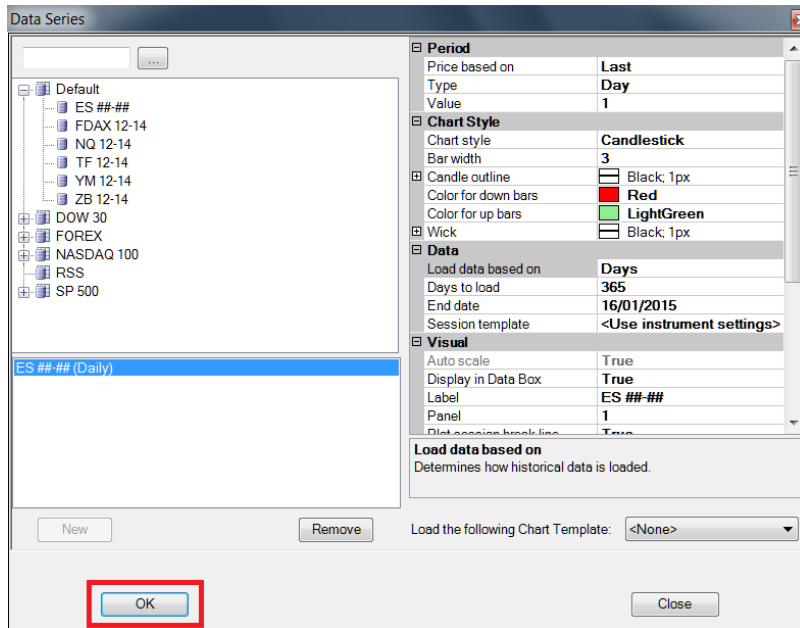 Data Series
...
Default
ES ##-##
FDAX 12-14
NQ 12-14
TF 12-14
YM 12-14
ZB 12-14
DOW 30
FOREX
NASDAQ 100
RSS
SP 500
ES ##-## (Daily)
New
Remove
Period
Price based on Last
Type Day
Value 1
Chart Style
Chart style Candlestick
Bar width 3
Candle outline Black; 1px
Color for down bars Red
Color for up bars LightGreen
Wick Black; 1px
Data
Load data based on Days
Days to load 365
End date 16/01/2015
Session template <Use instrument settings>
Visual
Auto scale True
Display in Data Box True
Label ES ##-##
Panel 1
Plot session break line True
Load data based on
Determines how historical data is loaded.
Load the following Chart Template: <None>
OK
Close